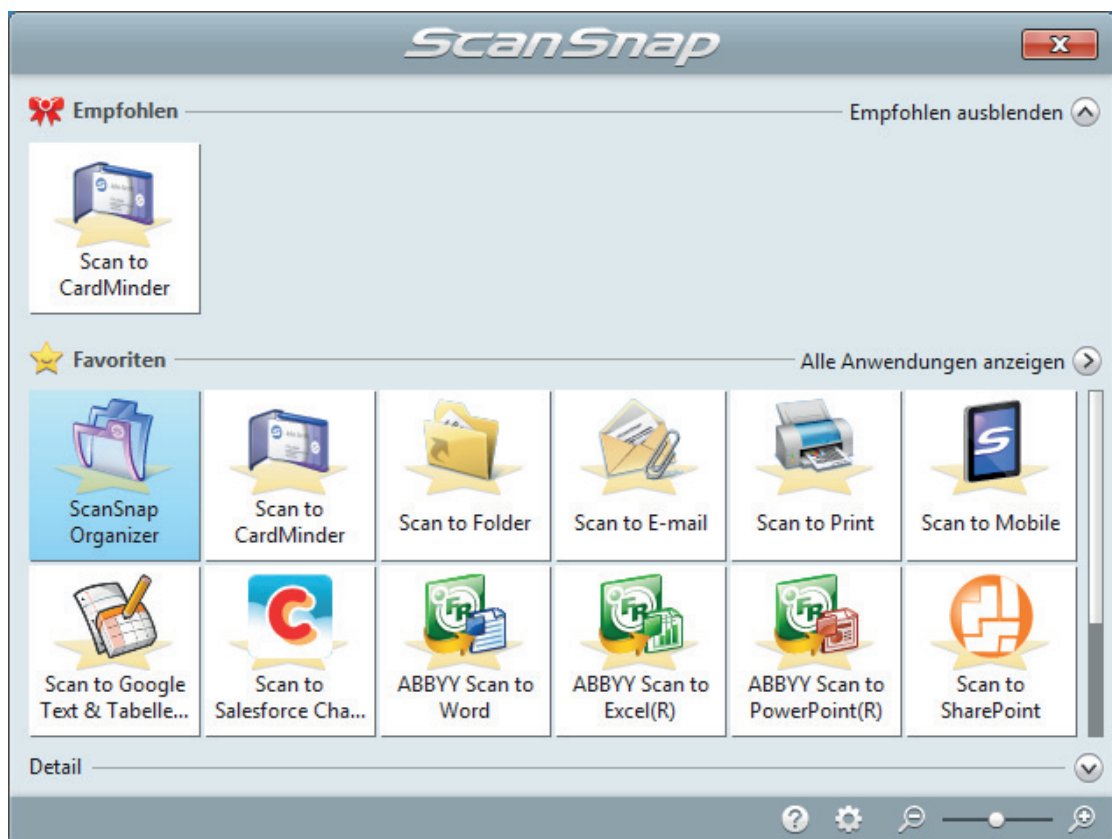 ScanSnap
Empfohlen
Empfohlen ausblenden
Scan to
CardMinder
Favoriten
Alle Anwendungen anzeigen
ScanSnap
Organizer
Scan to
CardMinder
Scan to Folder
Scan to E-mail
Scan to Print
Scan to Mobile
Scan to Google
Text & Tabelle...
Scan to
Salesforce Cha...
ABBYY Scan to
Word
ABBYY Scan to
Excel(R)
ABBYY Scan to
PowerPoint(R)
Scan to
SharePoint
Detail